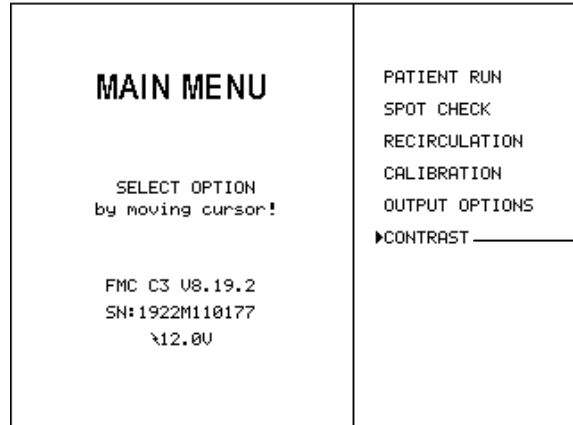 MAIN MENU
SELECT OPTION
by moving cursor!
FMC C3 V8.19.2
SN:1922M110177
12.0V
PATIENT RUN
SPOT CHECK
RECIRCULATION
CALIBRATION
OUTPUT OPTIONS
CONTRAST